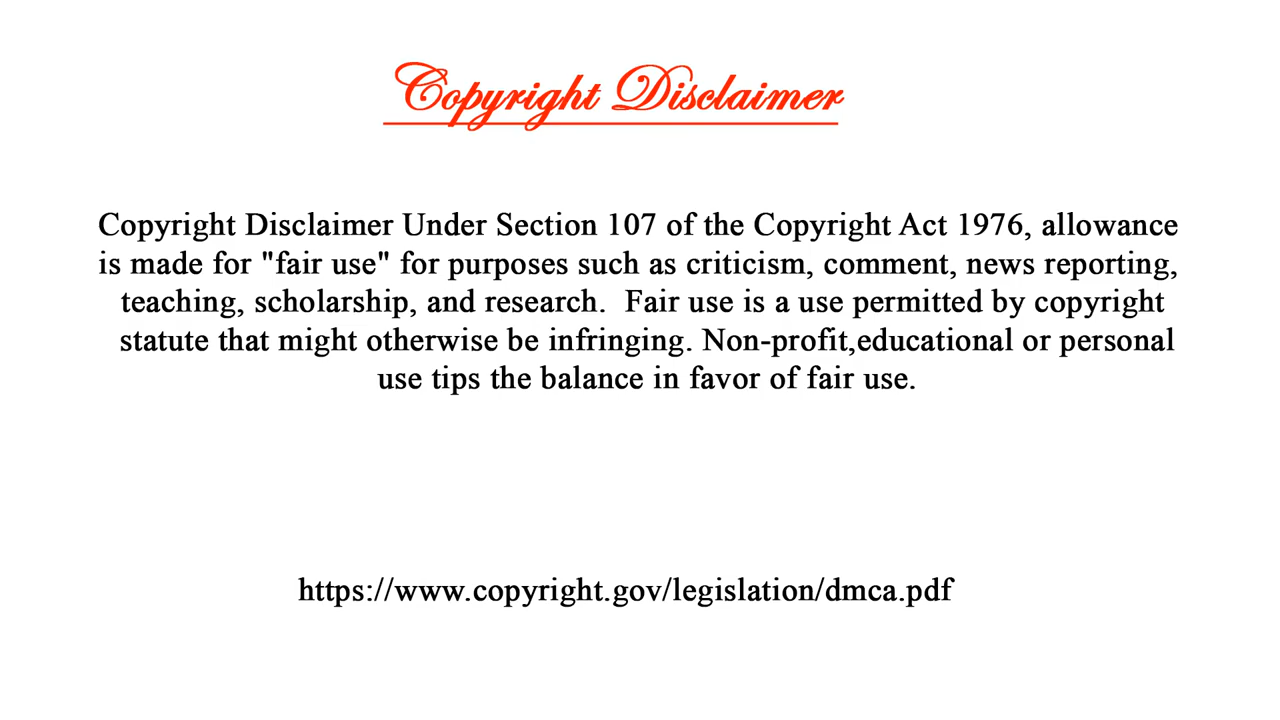 Copyright Disclaimer
Copyright Disclaimer Under Section 107 of the Copyright Act 1976, allowance
is made for "fair use" for purposes such as criticism, comment, news reporting,
teaching, scholarship, and research.  Fair use is a use permitted by copyright
statute that might otherwise be infringing. Non-profit,educational or personal
use tips the balance in favor of fair use.
https://www.copyright.gov/legislation/dmca.pdf